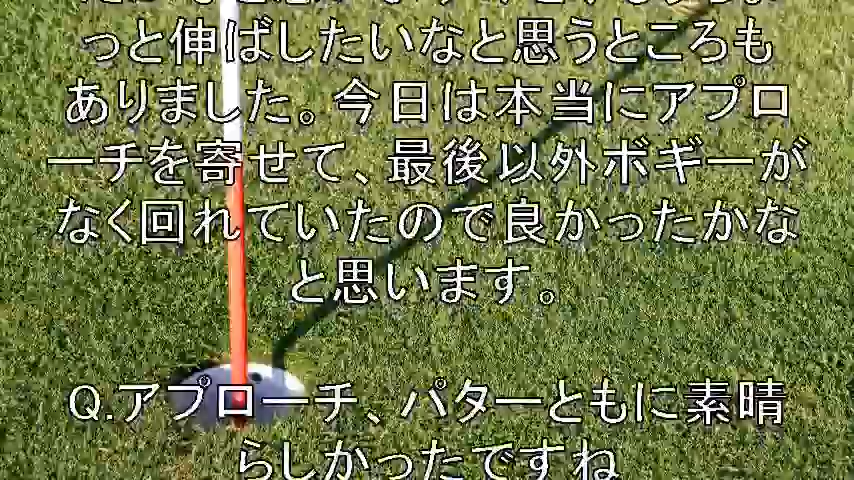 っと伸ばしたいなと思うところも
ありました。今日は本当にアプロ
ーチを寄せて、最後以外ボギーが
なく回れていたので良かったかな
と思います。
Q.アプローチ、パターともに素晴
らしかったですね